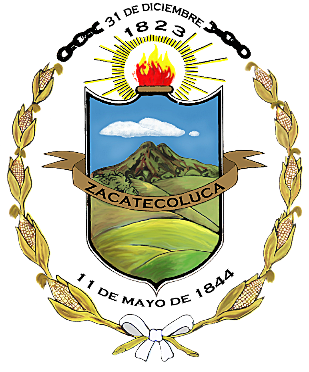 31 DE DICIEMBRE
1823
ZACATECOLUCA
11 DE MAYO DE 1844